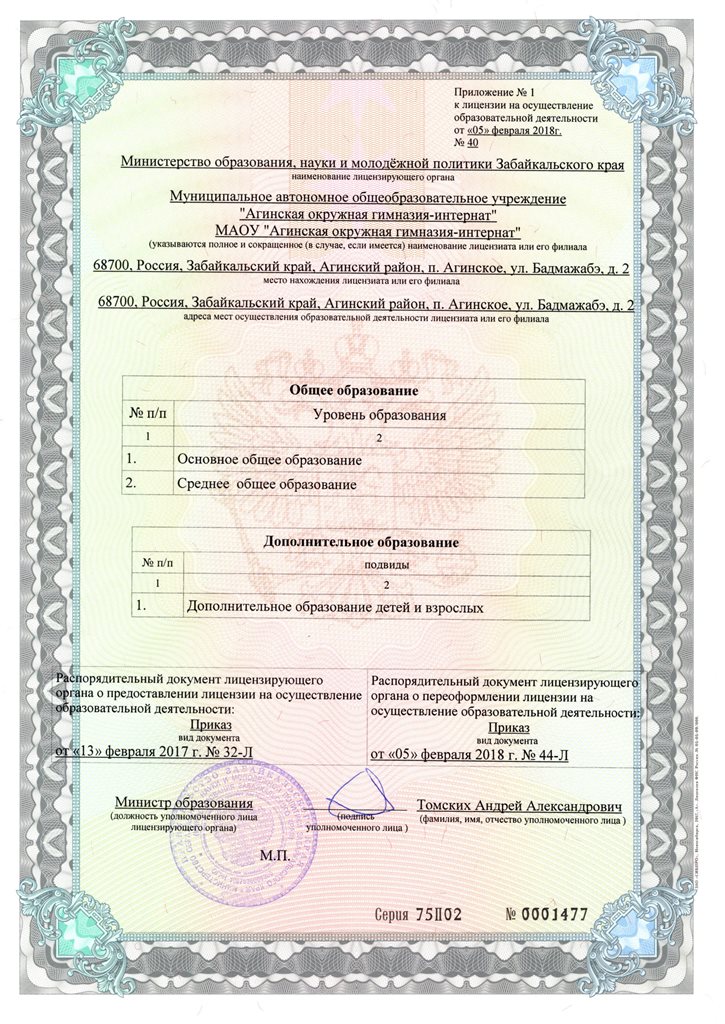 Приложение № 1
к лицензии на осуществление
образовательной деятельности
от «05» февраля 2018г.
№ 40
Министерство образования, науки и молодёжной политики Забайкальского края
наименование лицензирующего органа
Муниципальное автономное общеобразовательное учреждение
"Агинская окружная гимназия-интернат"
МАОУ "Агинская окружная гимназия-интернат"
(указываются полное и сокращенное (в случае, если имеется) наименование лицензиата или его филиала
68700, Россия, Забайкальский край, Агинский район, п. Агинское, ул. Бадмажабэ, д. 2
место нахождения лицензиата или его филиала
68700, Россия, Забайкальский край, Агинский район, п. Агинское, ул. Бадмажабэ, д. 2
адреса мест осуществления образовательной деятельности лицензиата или его филиала
Общее образование
№ п/п Уровень образования
1 2
1. Основное общее образование
2. Среднее общее образование
Дополнительное образование
№ п/п подвиды
1 2
1. Дополнительное образование детей и взрослых
Распорядительный документ лицензирующего
органа о предоставлении лицензии на осуществление
образовательной деятельности:
Приказ
вид документа
от «13» февраля 2017 г. № 32-Л
Распорядительный документ лицензирующего
органа о переоформлении лицензии на
осуществление образовательной деятельности:
Приказ
вид документа
от «05» февраля 2018 г. № 44-Л
Министр образования
(должность уполномоченного лица
лицензирующего органа)
(подпись
уполномоченного лица )
Томских Андрей Александрович
(фамилия, имя, отчество уполномоченного лица )
М.П.
Серия 75П02 № 0001477